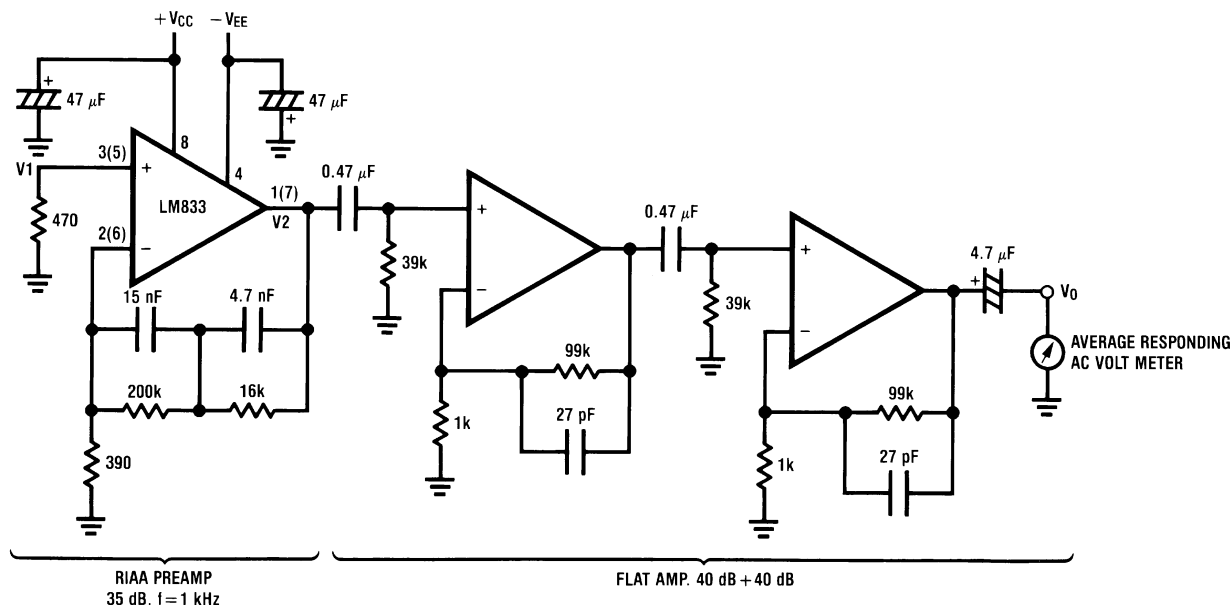 +VCC −VEE
+
47 µF
47 µF
+
8
3(5)
V1
+
4
0.47 µF
1(7)
LM833
V2
470
2(6)
−
+
0.47 µF
39k
15 nF
4.7 nF
−
+
4.7 µF
+
VO
39k
99k
−
AVERAGE RESPONDING
AC VOLT METER
200k
16k
1k
27 pF
99k
390
1k
27 pF
RIAA PREAMP
35 dB, f=1 kHz
FLAT AMP. 40 dB+40 dB